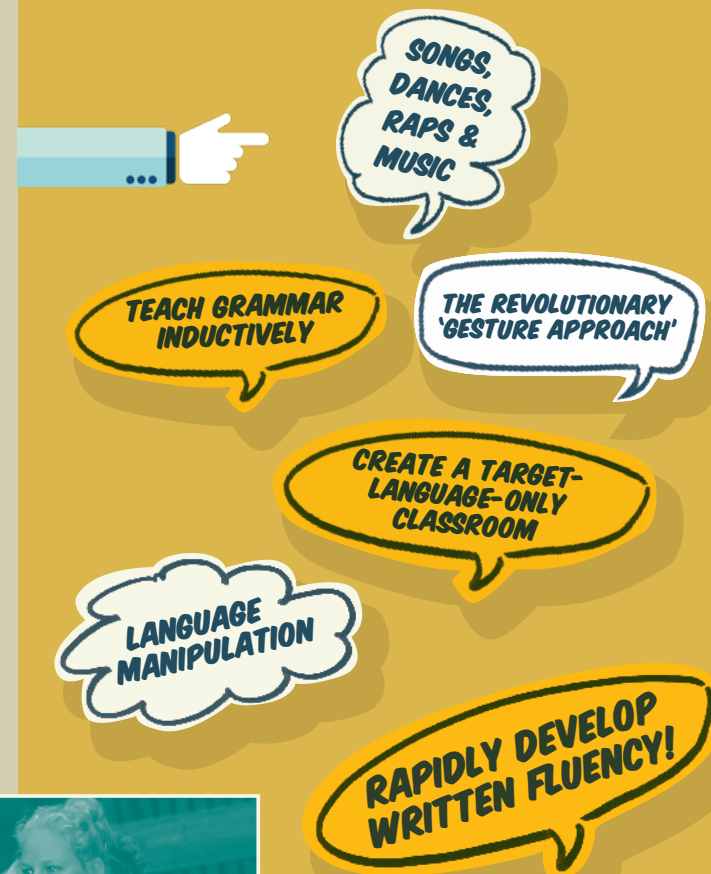 SONGS,
DANCES,
RAPS &
MUSIC
TEACH GRAMMAR
INDUCTIVELY
THE REVOLUTIONARY
'GESTURE APPROACH'
CREATE A TARGET-
LANGUAGE-ONLY
CLASSROOM
LANGUAGE
MANIPULATION
RAPIDLY DEVELOP
WRITTEN FLUENCY!